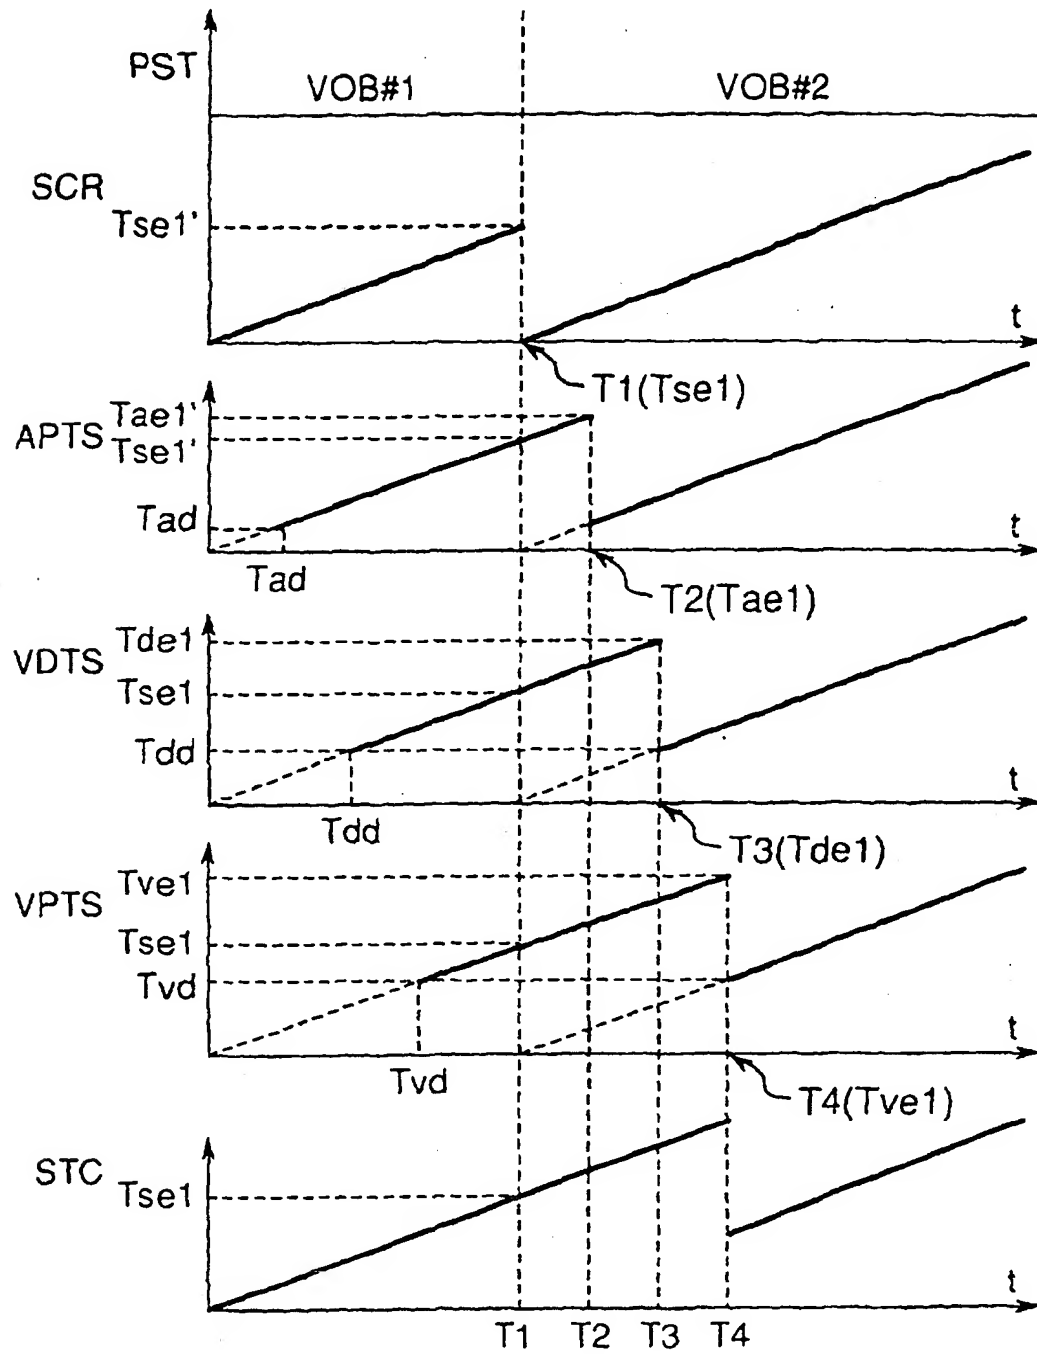 PST
VOB#1 VOB#2
SCR
Tse1'
t
T1(Tse1)
APTS
Tae1'
Tse1'
Tad
t
Tad
T2(Tae1)
VDTS
Tde1
Tse1
Tdd
t
Tdd
T3(Tde1)
VPTS
Tve1
Tse1
Tvd
t
Tvd
T4(Tve1)
STC
Tse1
t
T1 T2 T3 T4